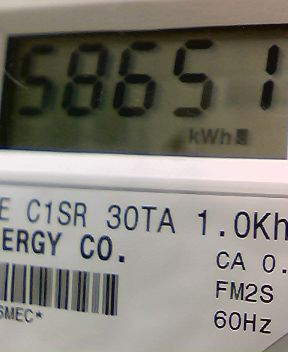 58651
kWh
E C1SR 30TA 1.0Kh
ERGY CO.
CA 0.
FM2S
SMEC*
60Hz